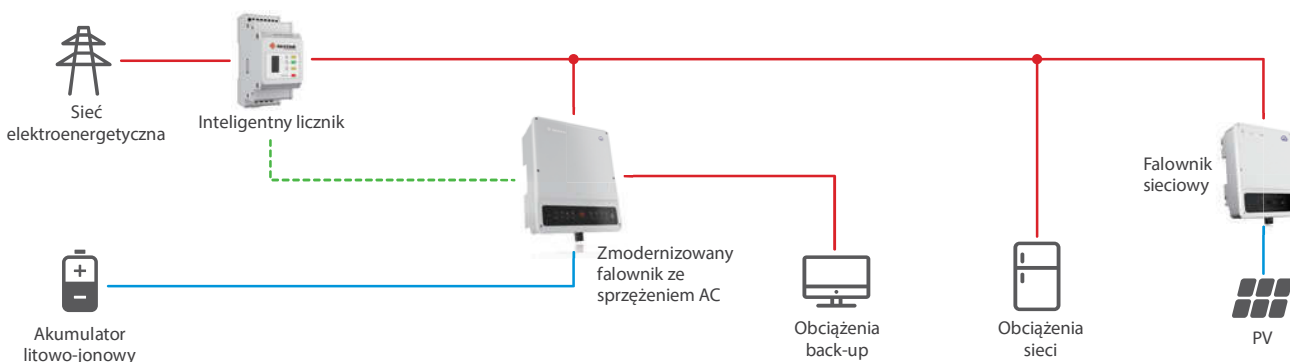 Sieć
elektroenergetyczna
Inteligentny licznik
Falownik
sieciowy
Zmodernizowany
falownik ze
sprzężeniem AC
Akumulator
litowo-jonowy
Obciążenia
back-up
Obciążenia
sieci
PV